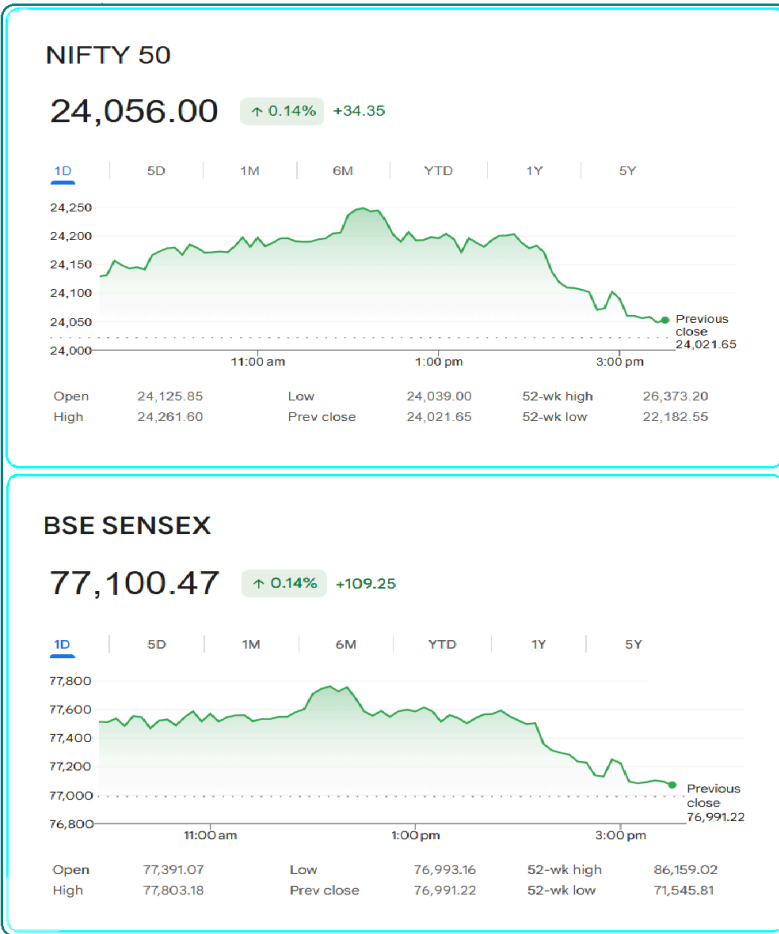 NIFTY 50
24,056.00 ↑ 0.14% +34.35
1D 5D 1M 6M YTD 1Y 5Y
24,250
24,200
24,150
24,100
24,050
24,000
Previous
close
24,021.65
11:00 am 1:00 pm 3:00 pm
Open 24,125.85 Low 24,039.00 52-wk high 26,373.20
High 24,261.60 Prev close 24,021.65 52-wk low 22,182.55
BSE SENSEX
77,100.47 ↑ 0.14% +109.25
1D 5D 1M 6M YTD 1Y 5Y
77,800
77,600
77,400
77,200
77,000
76,800
Previous
close
76,991.22
11:00 am 1:00 pm 3:00 pm
Open 77,391.07 Low 76,993.16 52-wk high 86,159.02
High 77,803.18 Prev close 76,991.22 52-wk low 71,545.81